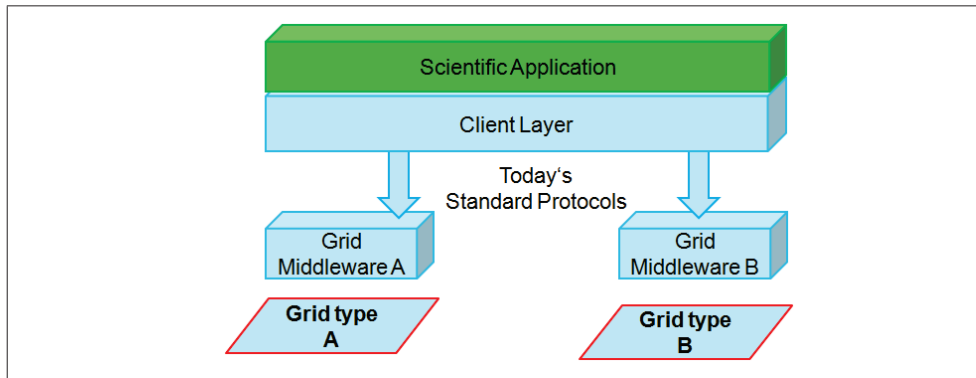 Scientific Application
Client Layer
Today‘s
Standard Protocols
Grid
Middleware A
Grid
Middleware B
Grid type
A
Grid type
B